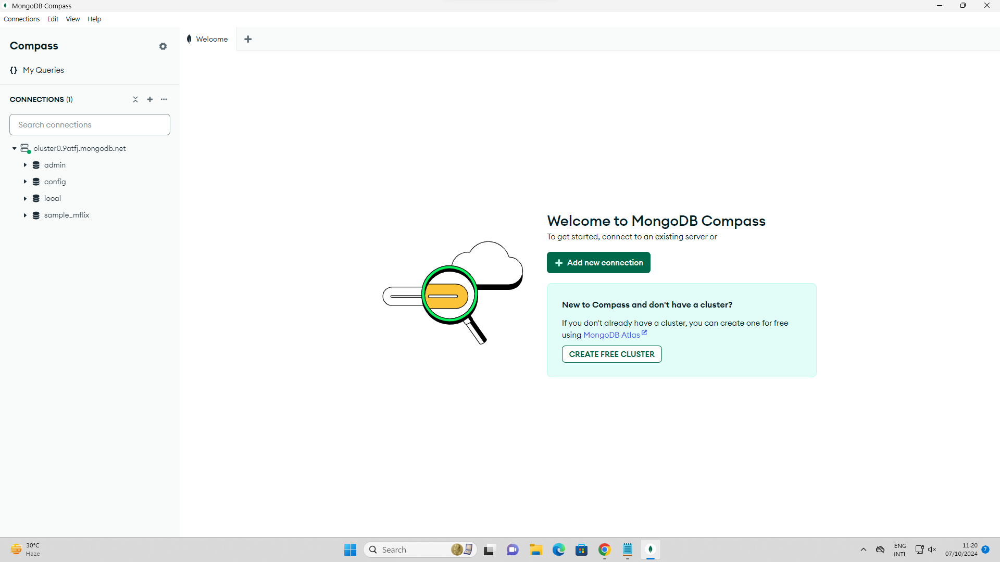 MongoDB Compass
Connections Edit View Help
Compass
Welcome
{} My Queries
CONNECTIONS (1)
Search connections
cluster0.9atfj.mongodb.net
admin
config
local
sample_mflix
Welcome to MongoDB Compass
To get started, connect to an existing server or
Add new connection
New to Compass and don't have a cluster?
If you don't already have a cluster, you can create one for free
using MongoDB Atlas
CREATE FREE CLUSTER
30°C
Haze
Search
ENG
INTL
11:20
07/10/2024
7